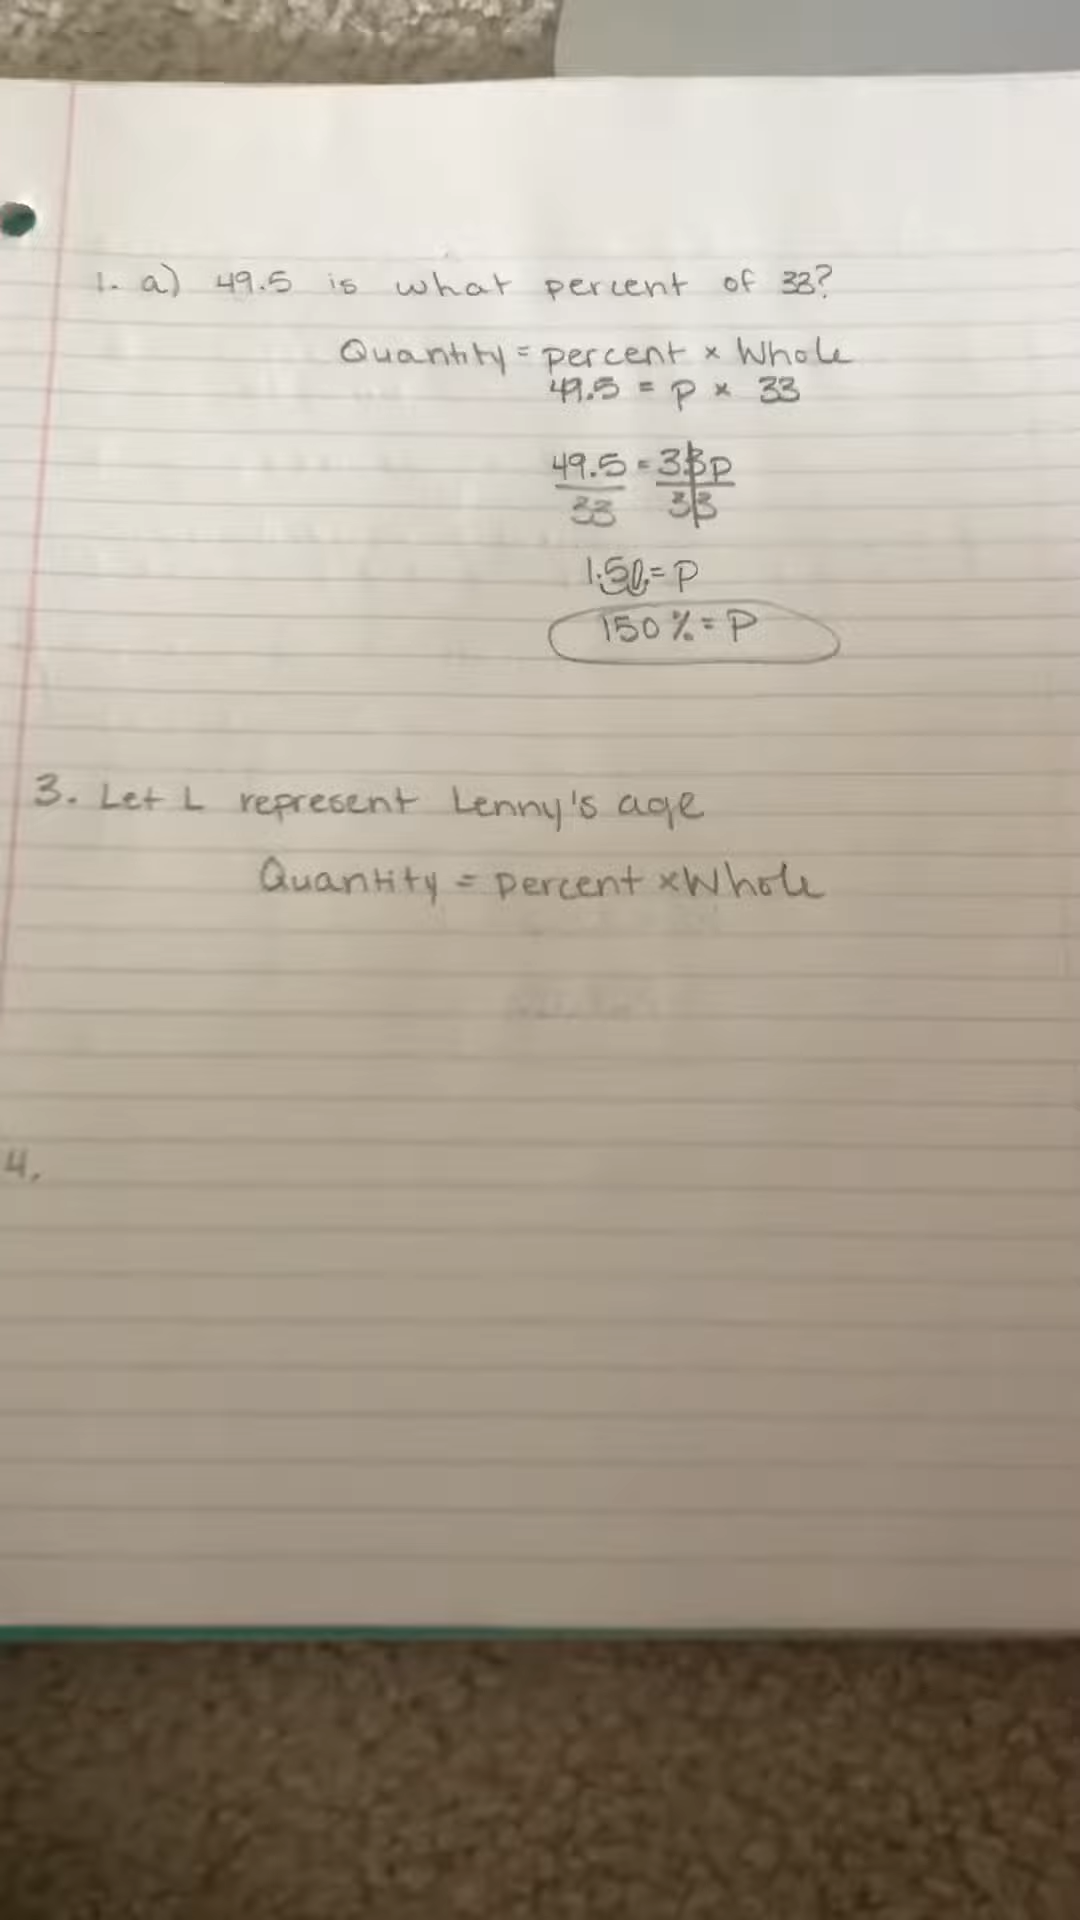 1. a) 49.5 is what percent of 33?
Quantity = percent x Whole
49.5 = p x 33
49.5 = 33p
33 33
1.50 = P
150 % = P
3. Let L represent Lenny's age
Quantity = percent x Whole
4.